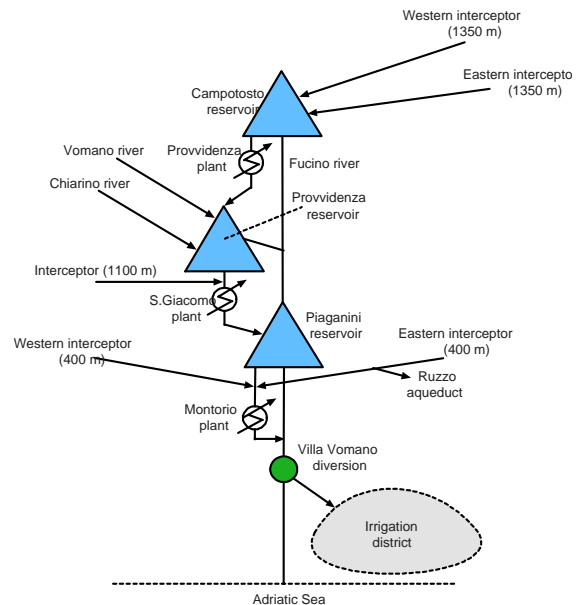 Western interceptor
(1350 m)
Eastern intercepto
(1350 m)
Campotosto
reservoir
Provvidenza
plant
Fucino river
Vomano river
Chiarino river
Provvidenza
reservoir
Interceptor (1100 m)
S.Giacomo
plant
Piaganini
reservoir
Western interceptor
(400 m)
Eastern interceptor
(400 m)
Ruzzo
aqueduct
Montorio
plant
Villa Vomano
diversion
Irrigation
district
Adriatic Sea